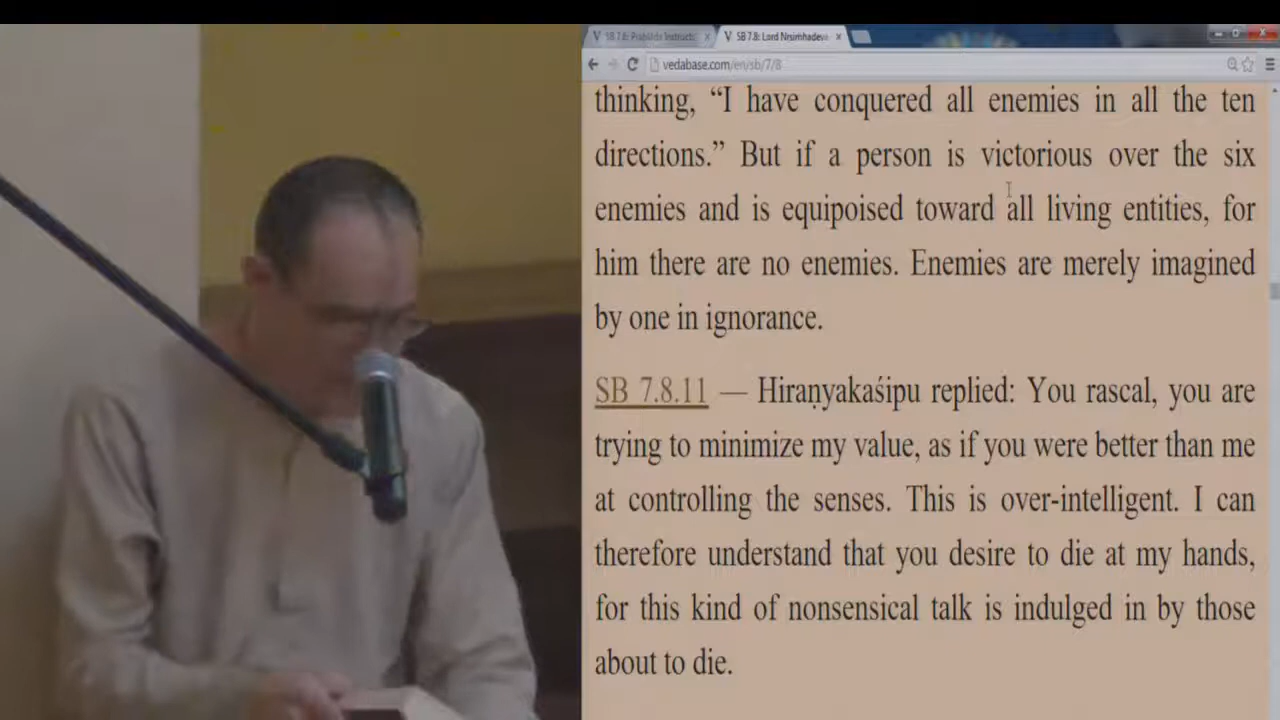 SB 7.8: Lord Nṛsiṁhadeva
vedabase.com/en/sb/7/8
thinking, “I have conquered all enemies in all the ten
directions.” But if a person is victorious over the six
enemies and is equipoised toward all living entities, for
him there are no enemies. Enemies are merely imagined
by one in ignorance.
SB 7.8.11 — Hiraṇyakaśipu replied: You rascal, you are
trying to minimize my value, as if you were better than me
at controlling the senses. This is over-intelligent. I can
therefore understand that you desire to die at my hands,
for this kind of nonsensical talk is indulged in by those
about to die.